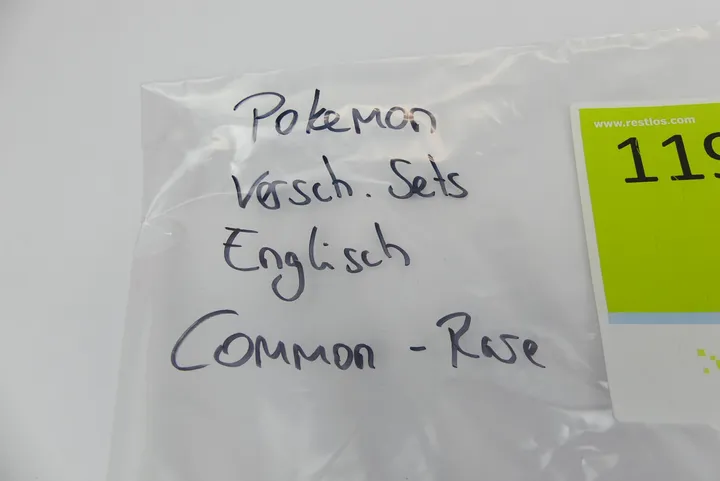 Pokemon
Versch. Sets
Englisch
Common - Rare
www.restlos.com
119